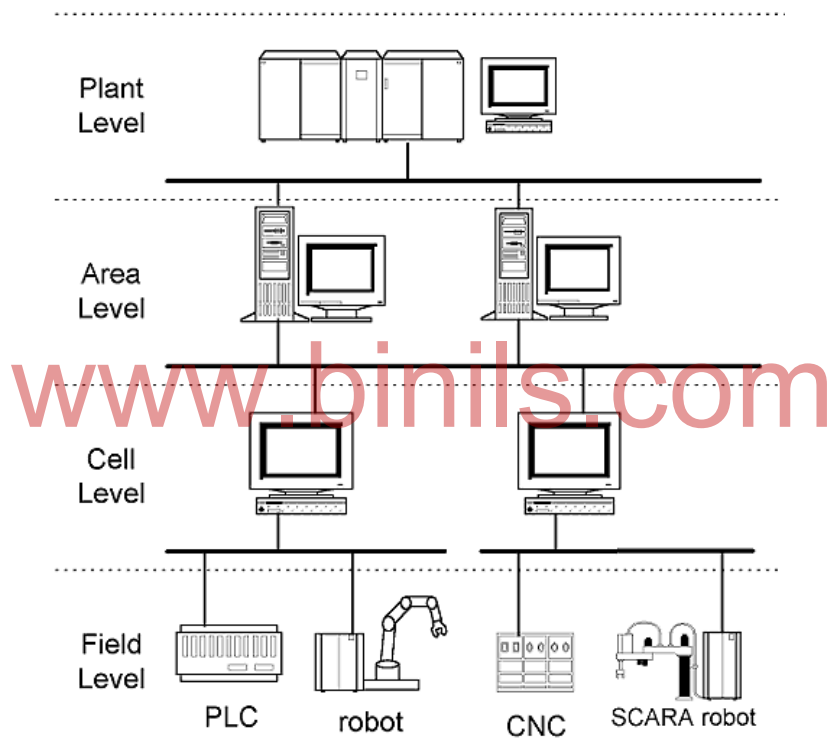 Plant
Level
Area
Level
www.binils.com
Cell
Level
Field
Level
PLC
robot
CNC
SCARA robot